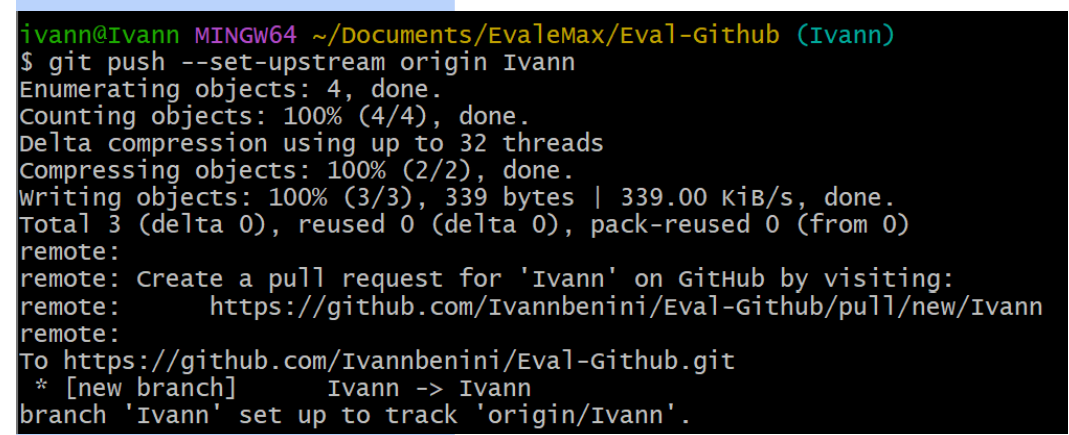 ivann@Ivann MINGW64 ~/Documents/EvaleMax/Eval-Github (Ivann)
$ git push --set-upstream origin Ivann
Enumerating objects: 4, done.
Counting objects: 100% (4/4), done.
Delta compression using up to 32 threads
Compressing objects: 100% (2/2), done.
Writing objects: 100% (3/3), 339 bytes | 339.00 KiB/s, done.
Total 3 (delta 0), reused 0 (delta 0), pack-reused 0 (from 0)
remote:
remote: Create a pull request for 'Ivann' on GitHub by visiting:
remote:      https://github.com/Ivannbenini/Eval-Github/pull/new/Ivann
remote:
To https://github.com/Ivannbenini/Eval-Github.git
 * [new branch]      Ivann -> Ivann
branch 'Ivann' set up to track 'origin/Ivann'.